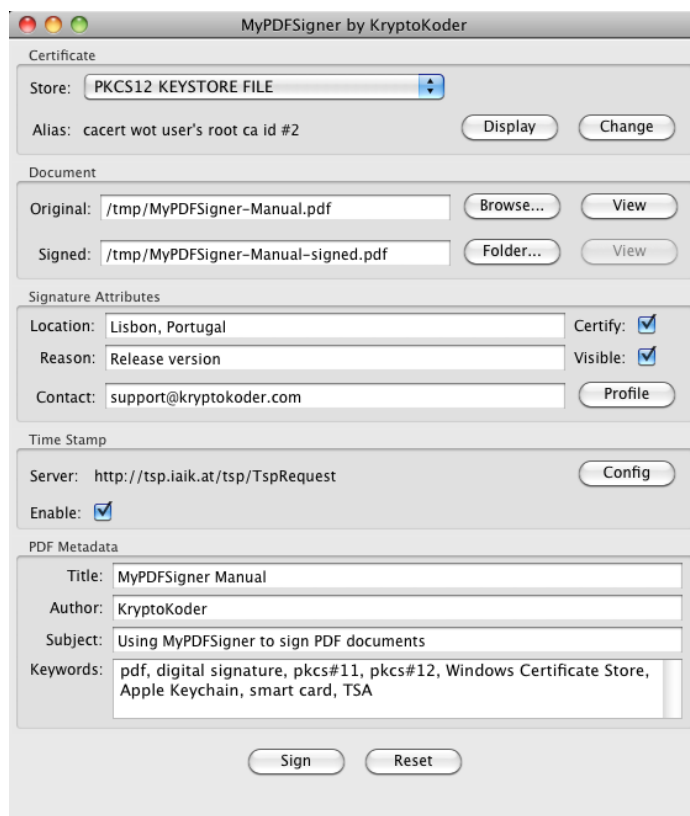 MyPDFSigner by KryptoKoder
Certificate
Store: PKCS12 KEYSTORE FILE
Alias: cacert wot user's root ca id #2 Display Change
Document
Original: /tmp/MyPDFSigner-Manual.pdf Browse... View
Signed: /tmp/MyPDFSigner-Manual-signed.pdf Folder... View
Signature Attributes
Location: Lisbon, Portugal Certify:
Reason: Release version Visible:
Contact: support@kryptokoder.com Profile
Time Stamp
Server: http://tsp.iaik.at/tsp/TspRequest Config
Enable:
PDF Metadata
Title: MyPDFSigner Manual
Author: KryptoKoder
Subject: Using MyPDFSigner to sign PDF documents
Keywords: pdf, digital signature, pkcs#11, pkcs#12, Windows Certificate Store,
Apple Keychain, smart card, TSA
Sign Reset